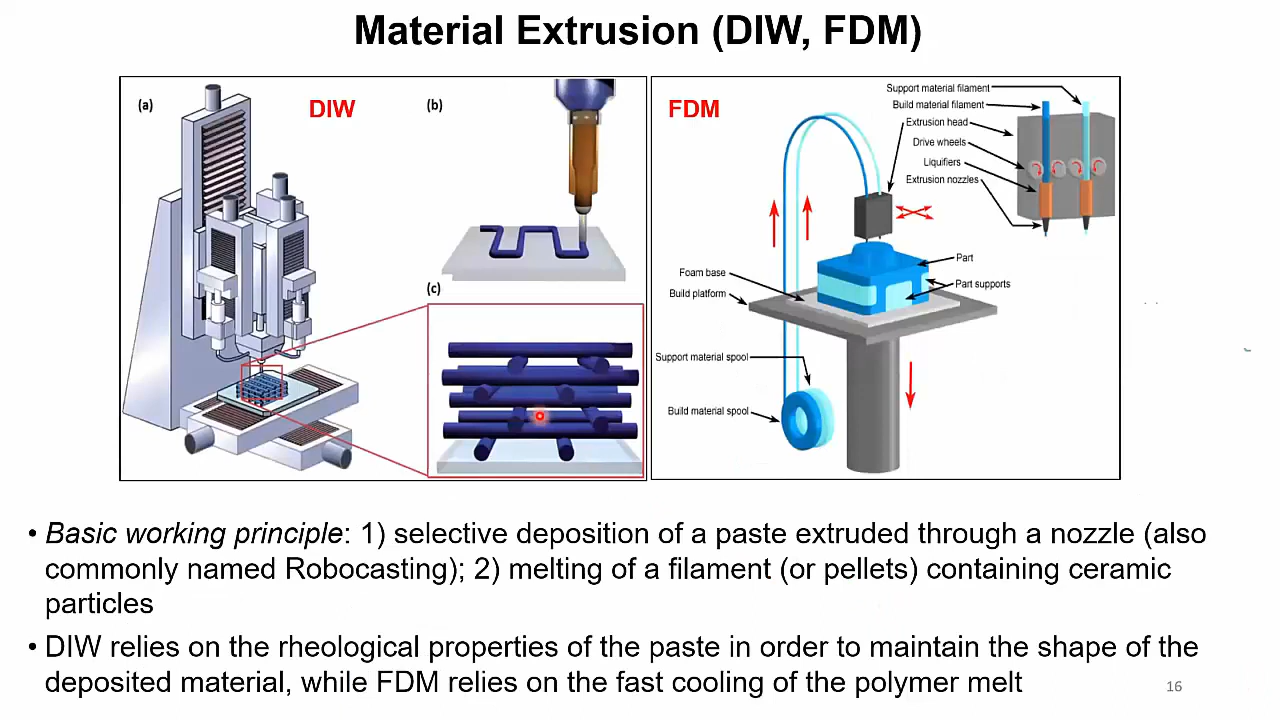 Material Extrusion (DIW, FDM)
(a)
DIW
(b)
(c)
FDM
Support material filament
Build material filament
Extrusion head
Drive wheels
Liquifiers
Extrusion nozzles
Part
Foam base
Part supports
Build platform
Support material spool
Build material spool
• Basic working principle: 1) selective deposition of a paste extruded through a nozzle (also
commonly named Robocasting); 2) melting of a filament (or pellets) containing ceramic
particles
• DIW relies on the rheological properties of the paste in order to maintain the shape of the
deposited material, while FDM relies on the fast cooling of the polymer melt
16